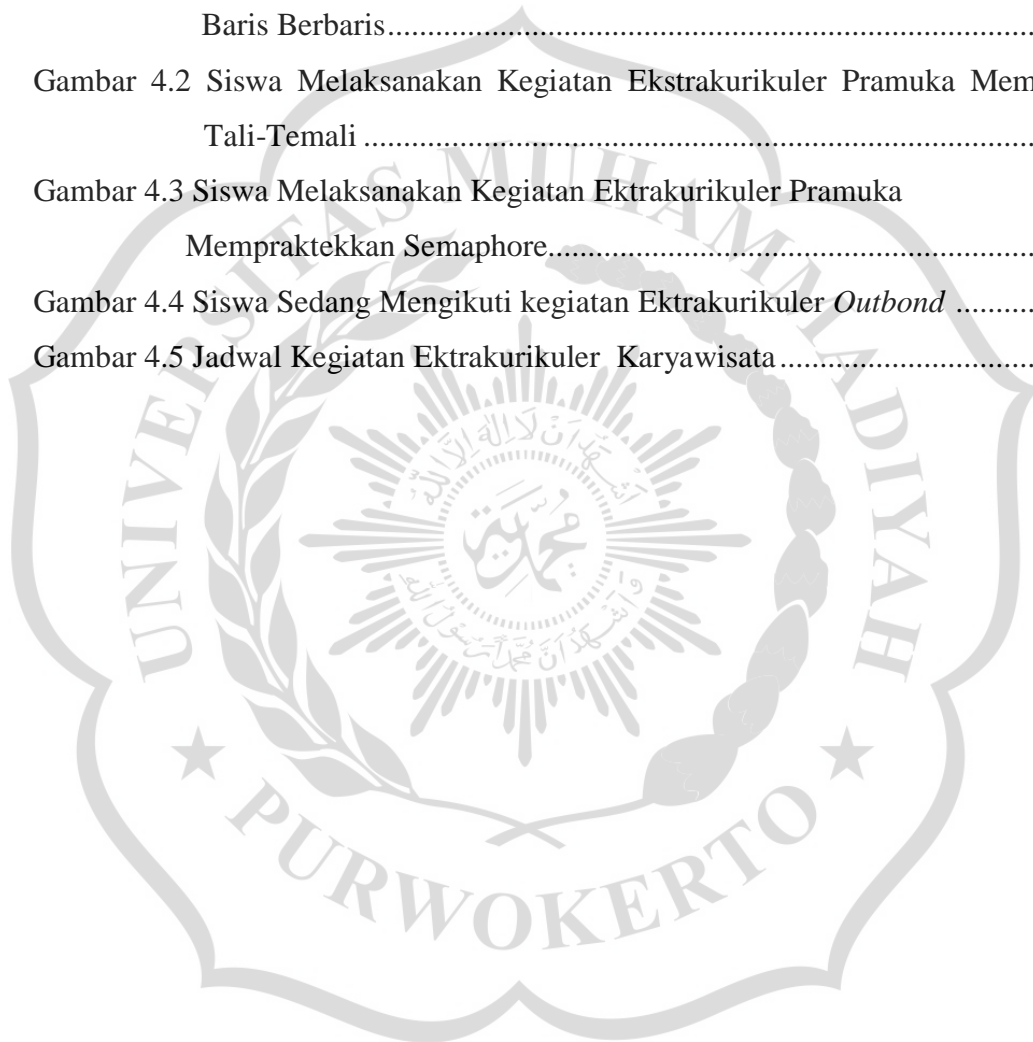 Baris Berbaris
Gambar 4.2 Siswa Melaksanakan Kegiatan Ekstrakurikuler Pramuka Mem
Tali-Temali
Gambar 4.3 Siswa Melaksanakan Kegiatan Ektrakurikuler Pramuka
Mempraktekkan Semaphore
Gambar 4.4 Siswa Sedang Mengikuti kegiatan Ektrakurikuler Outbond
Gambar 4.5 Jadwal Kegiatan Ektrakurikuler Karyawisata
UNIVERSITAS MUHAMMADIYAH
PURWOKERTO